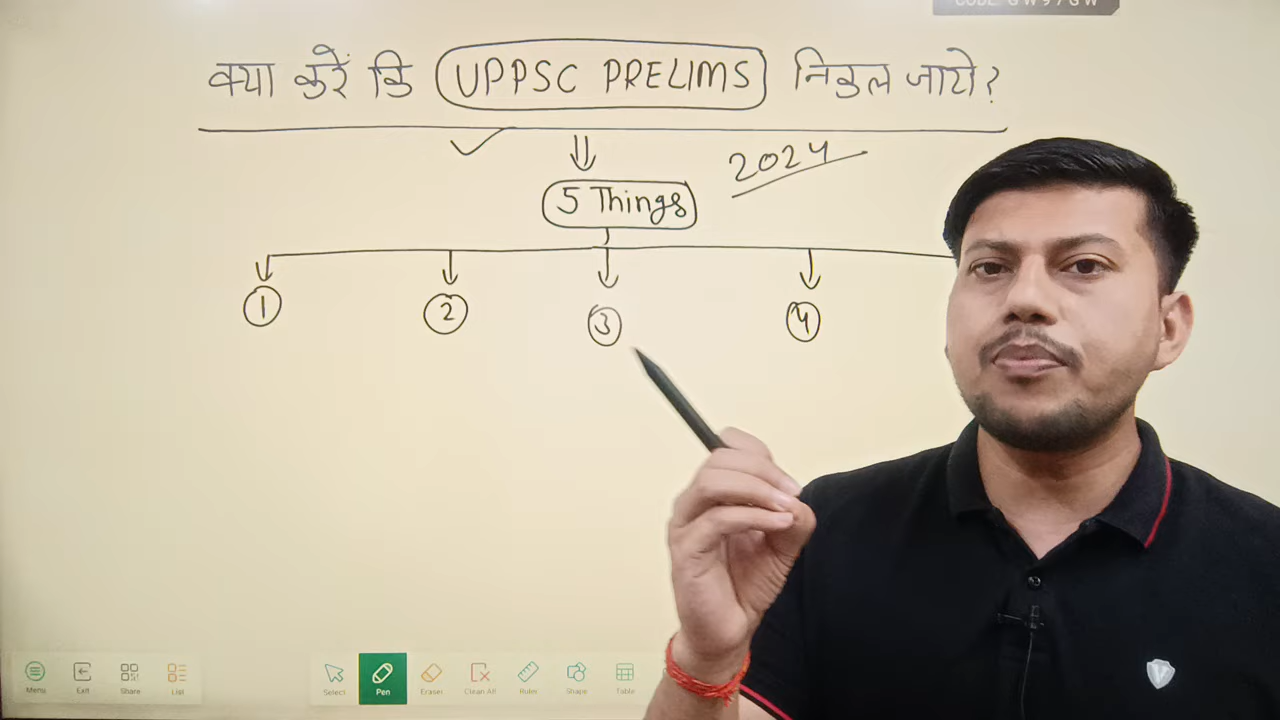 क्या करें कि UPPSC PRELIMS निकल जाये?
2024
5 Things
1 2 3 4
Menu Exit Share List Select Pen Eraser Clean All Ruler Shape Table